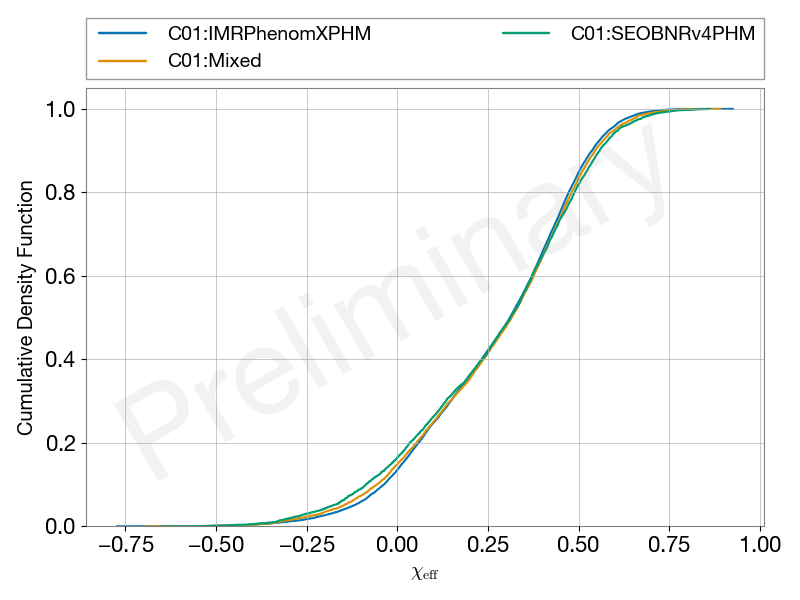 C01:IMRPhenomXPHM
C01:SEOBNRv4PHM
C01:Mixed
1.0
0.8
0.6
0.4
0.2
0.0
Cumulative Density Function
Preliminary
−0.75 −0.50 −0.25 0.00 0.25 0.50 0.75 1.00
χeff